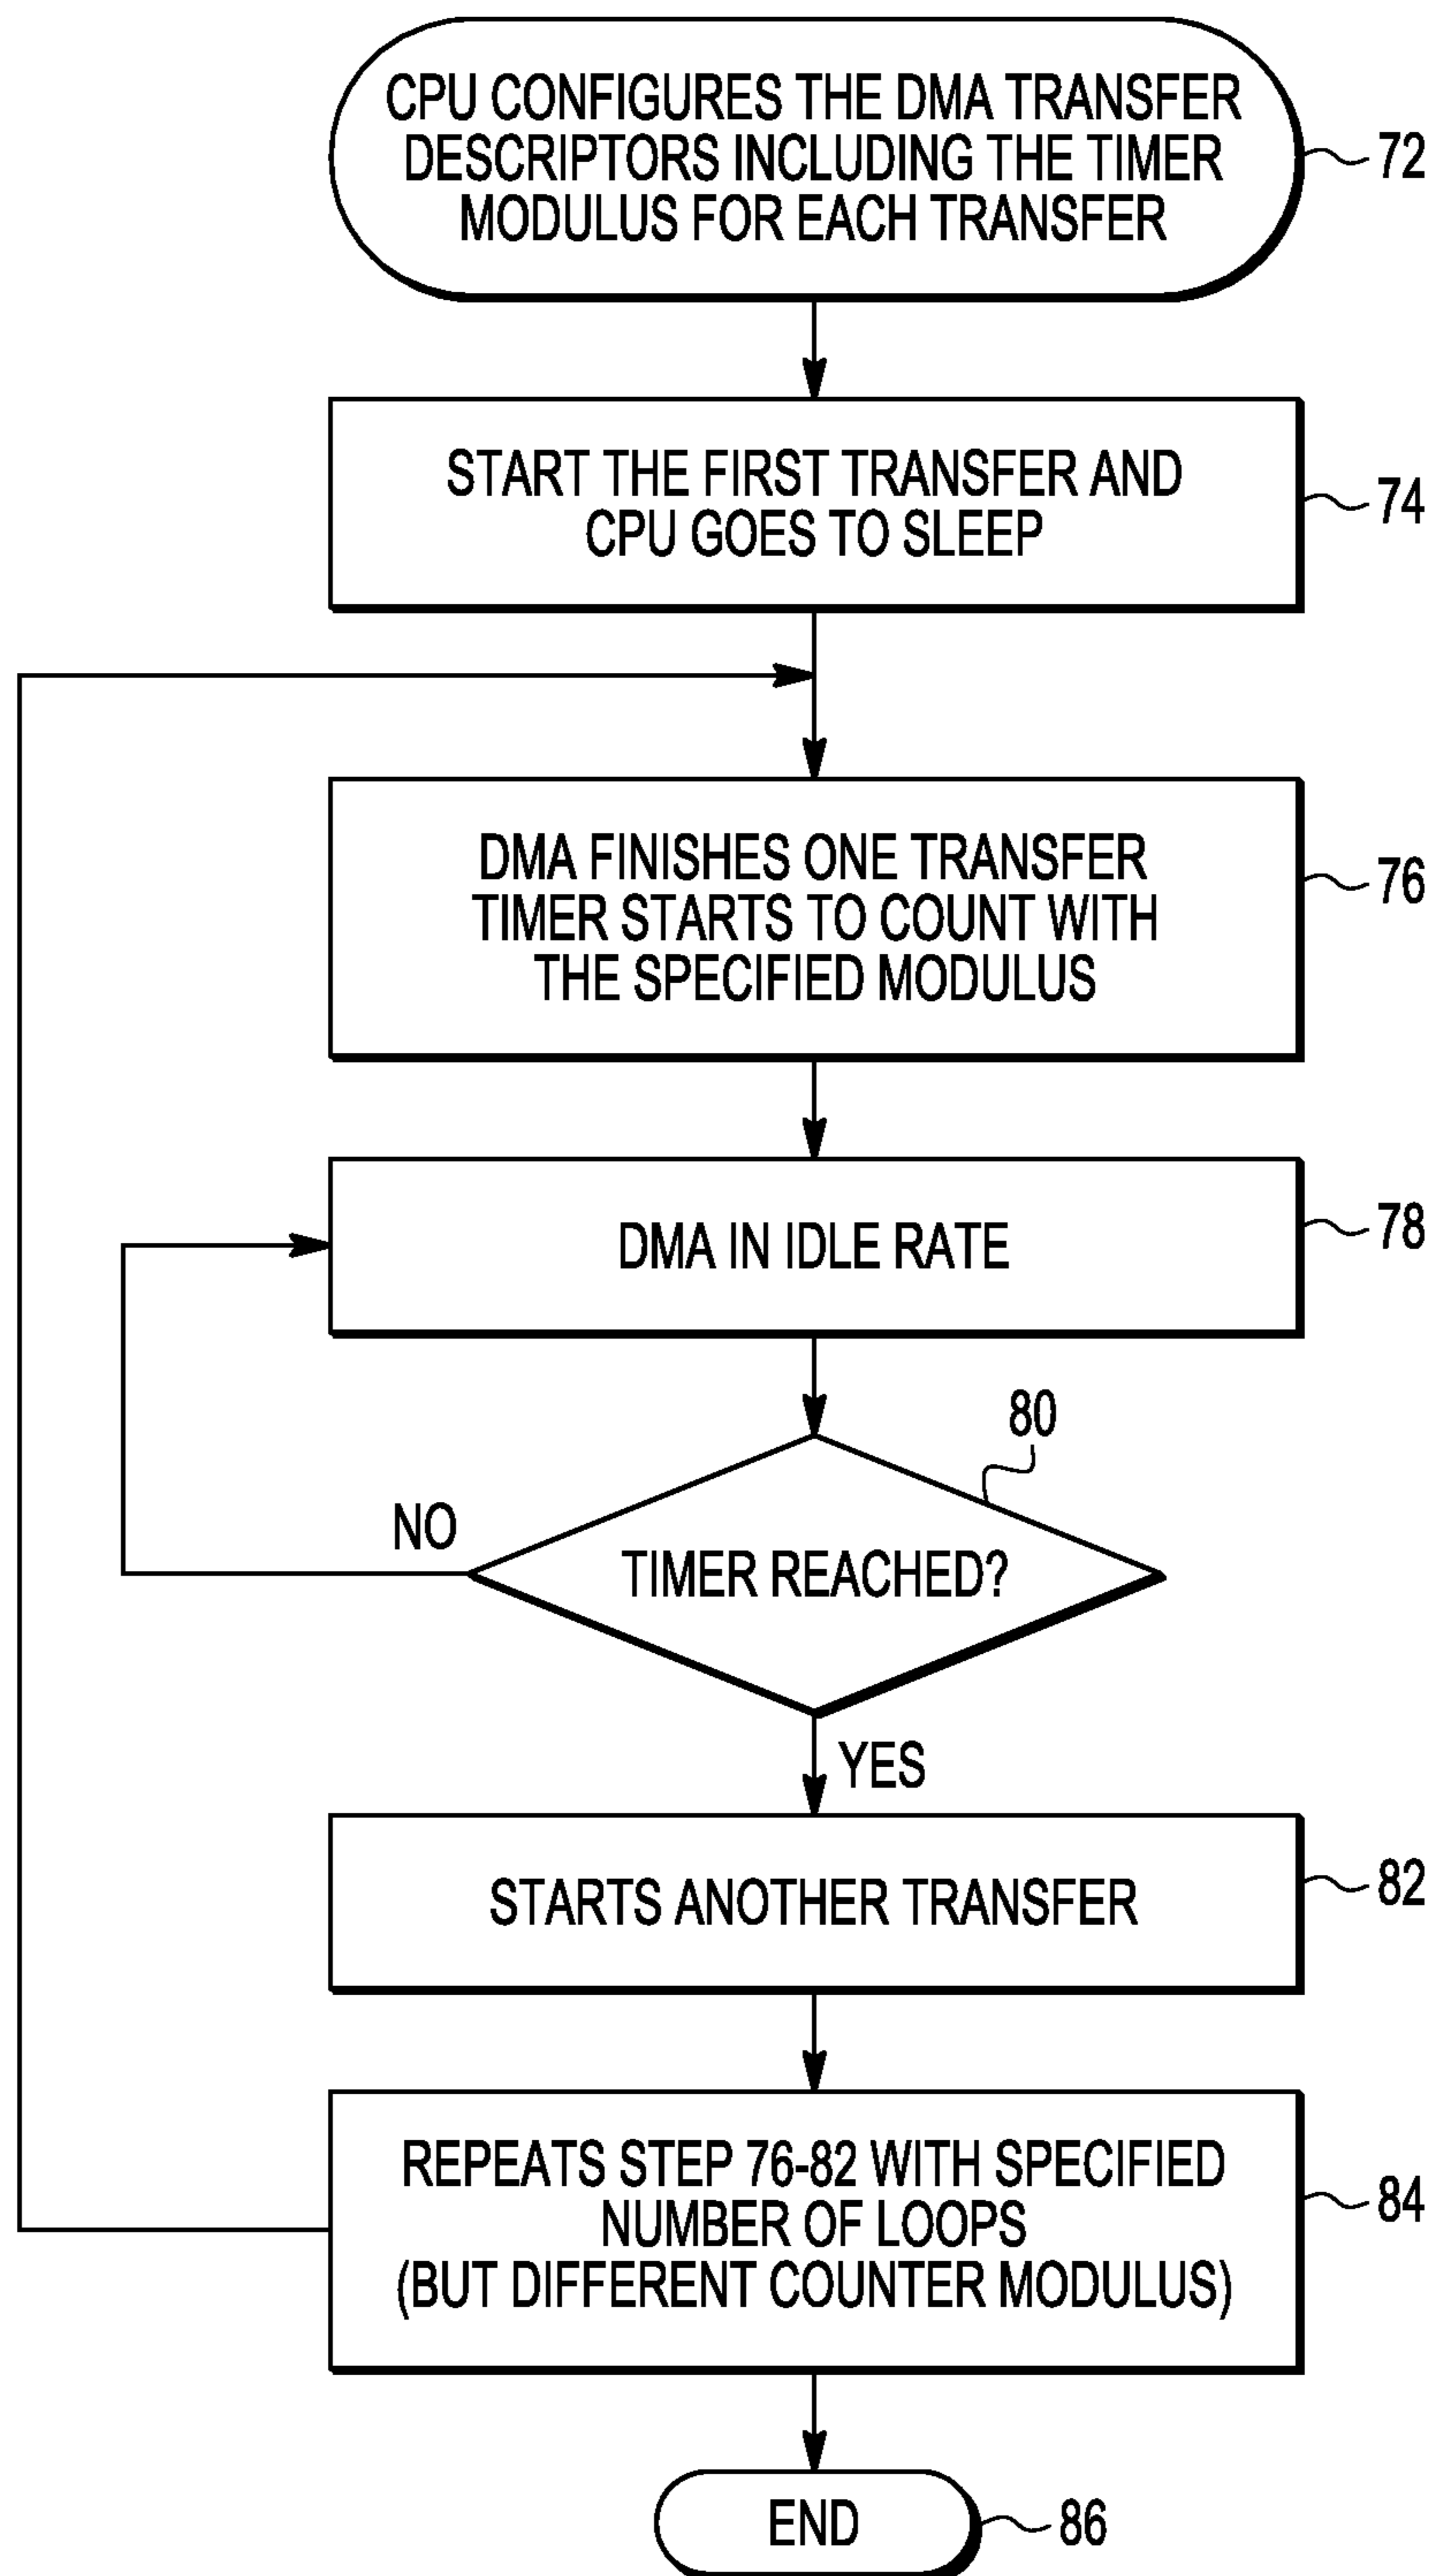 CPU CONFIGURES THE DMA TRANSFER
DESCRIPTORS INCLUDING THE TIMER
MODULUS FOR EACH TRANSFER
72
START THE FIRST TRANSFER AND
CPU GOES TO SLEEP
74
DMA FINISHES ONE TRANSFER
TIMER STARTS TO COUNT WITH
THE SPECIFIED MODULUS
76
DMA IN IDLE RATE
78
80
NO
TIMER REACHED?
YES
STARTS ANOTHER TRANSFER
82
REPEATS STEP 76-82 WITH SPECIFIED
NUMBER OF LOOPS
(BUT DIFFERENT COUNTER MODULUS)
84
END
86